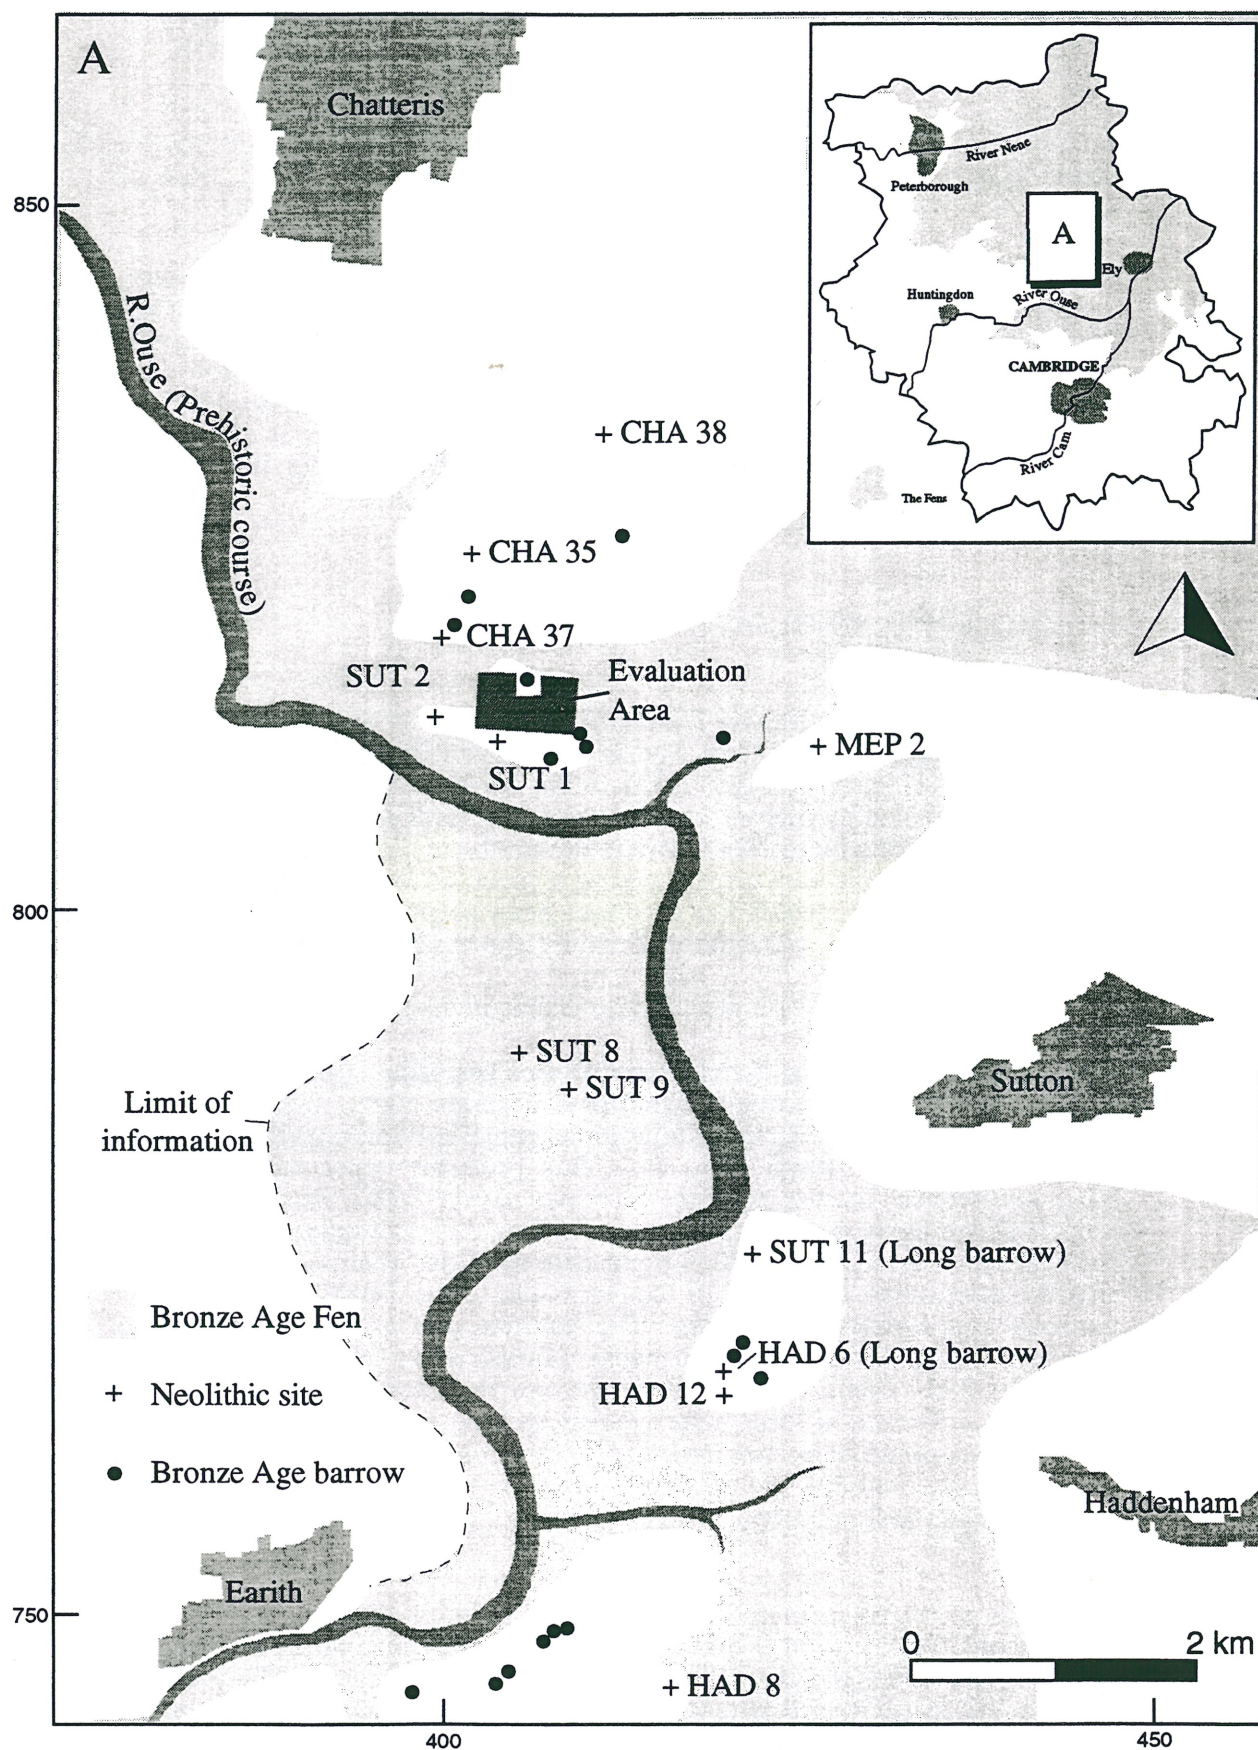 A
Chatteris
850
R.Ouse (Prehistoric course)
River Nene
Peterborough
A
Ely
Huntingdon
River Ouse
CAMBRIDGE
River Cam
The Fens
+ CHA 38
+ CHA 35
+ CHA 37
SUT 2
Evaluation
Area
+ MEP 2
SUT 1
800
+ SUT 8
+ SUT 9
Sutton
Limit of
information
+ SUT 11 (Long barrow)
Bronze Age Fen
HAD 6 (Long barrow)
+ Neolithic site
HAD 12 +
Bronze Age barrow
Haddenham
Earith
750
0 2 km
+ HAD 8
400
450